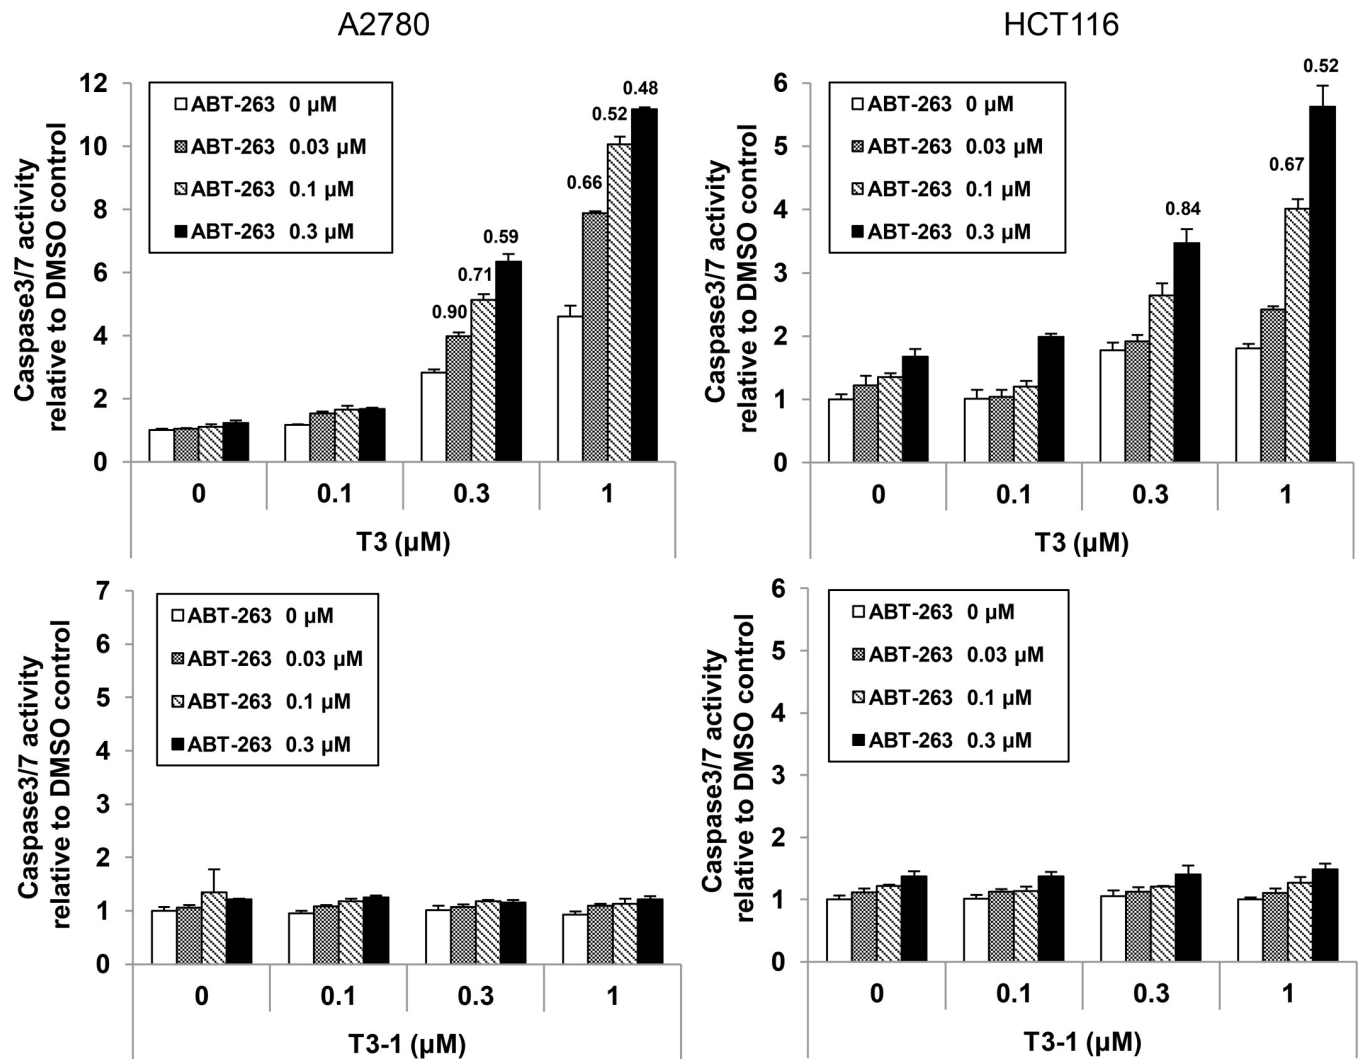 A2780
HCT116
Caspase3/7 activity
relative to DMSO control
12
10
8
6
4
2
0
ABT-263 0 µM
ABT-263 0.03 µM
ABT-263 0.1 µM
ABT-263 0.3 µM
0.90
0.71
0.59
0.66
0.52
0.48
0
0.1
0.3
1
T3 (µM)
Caspase3/7 activity
relative to DMSO control
6
5
4
3
2
1
0
ABT-263 0 µM
ABT-263 0.03 µM
ABT-263 0.1 µM
ABT-263 0.3 µM
0.84
0.67
0.52
0
0.1
0.3
1
T3 (µM)
Caspase3/7 activity
relative to DMSO control
7
6
5
4
3
2
1
0
ABT-263 0 µM
ABT-263 0.03 µM
ABT-263 0.1 µM
ABT-263 0.3 µM
0
0.1
0.3
1
T3-1 (µM)
Caspase3/7 activity
relative to DMSO control
6
5
4
3
2
1
0
ABT-263 0 µM
ABT-263 0.03 µM
ABT-263 0.1 µM
ABT-263 0.3 µM
0
0.1
0.3
1
T3-1 (µM)